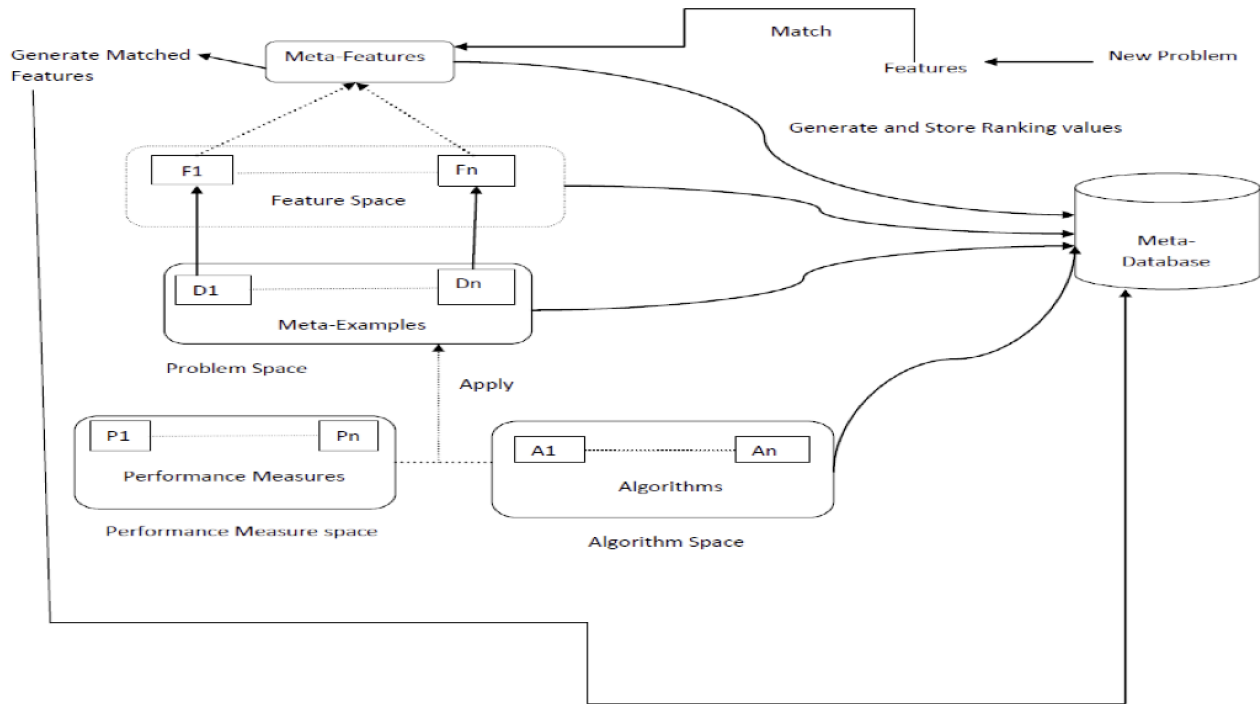 Match
Generate Matched
Features
Meta-Features
Features
New Problem
Generate and Store Ranking values
F1
Fn
Feature Space
Meta-
Database
D1
Dn
Meta-Examples
Problem Space
Apply
P1
Pn
Performance Measures
A1
An
Algorithms
Performance Measure space
Algorithm Space